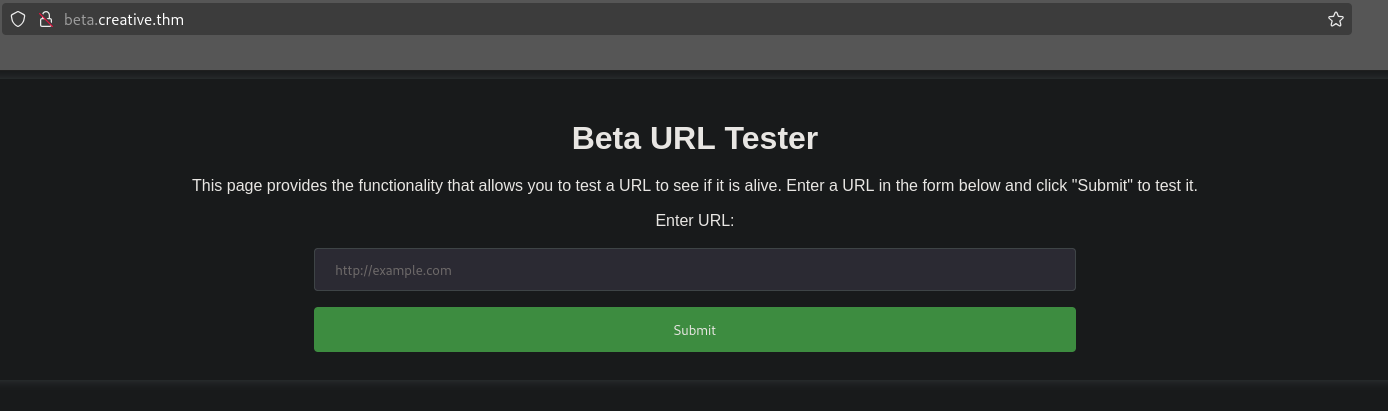 beta.creative.thm
Beta URL Tester
This page provides the functionality that allows you to test a URL to see if it is alive. Enter a URL in the form below and click "Submit" to test it.
Enter URL:
http://example.com
Submit